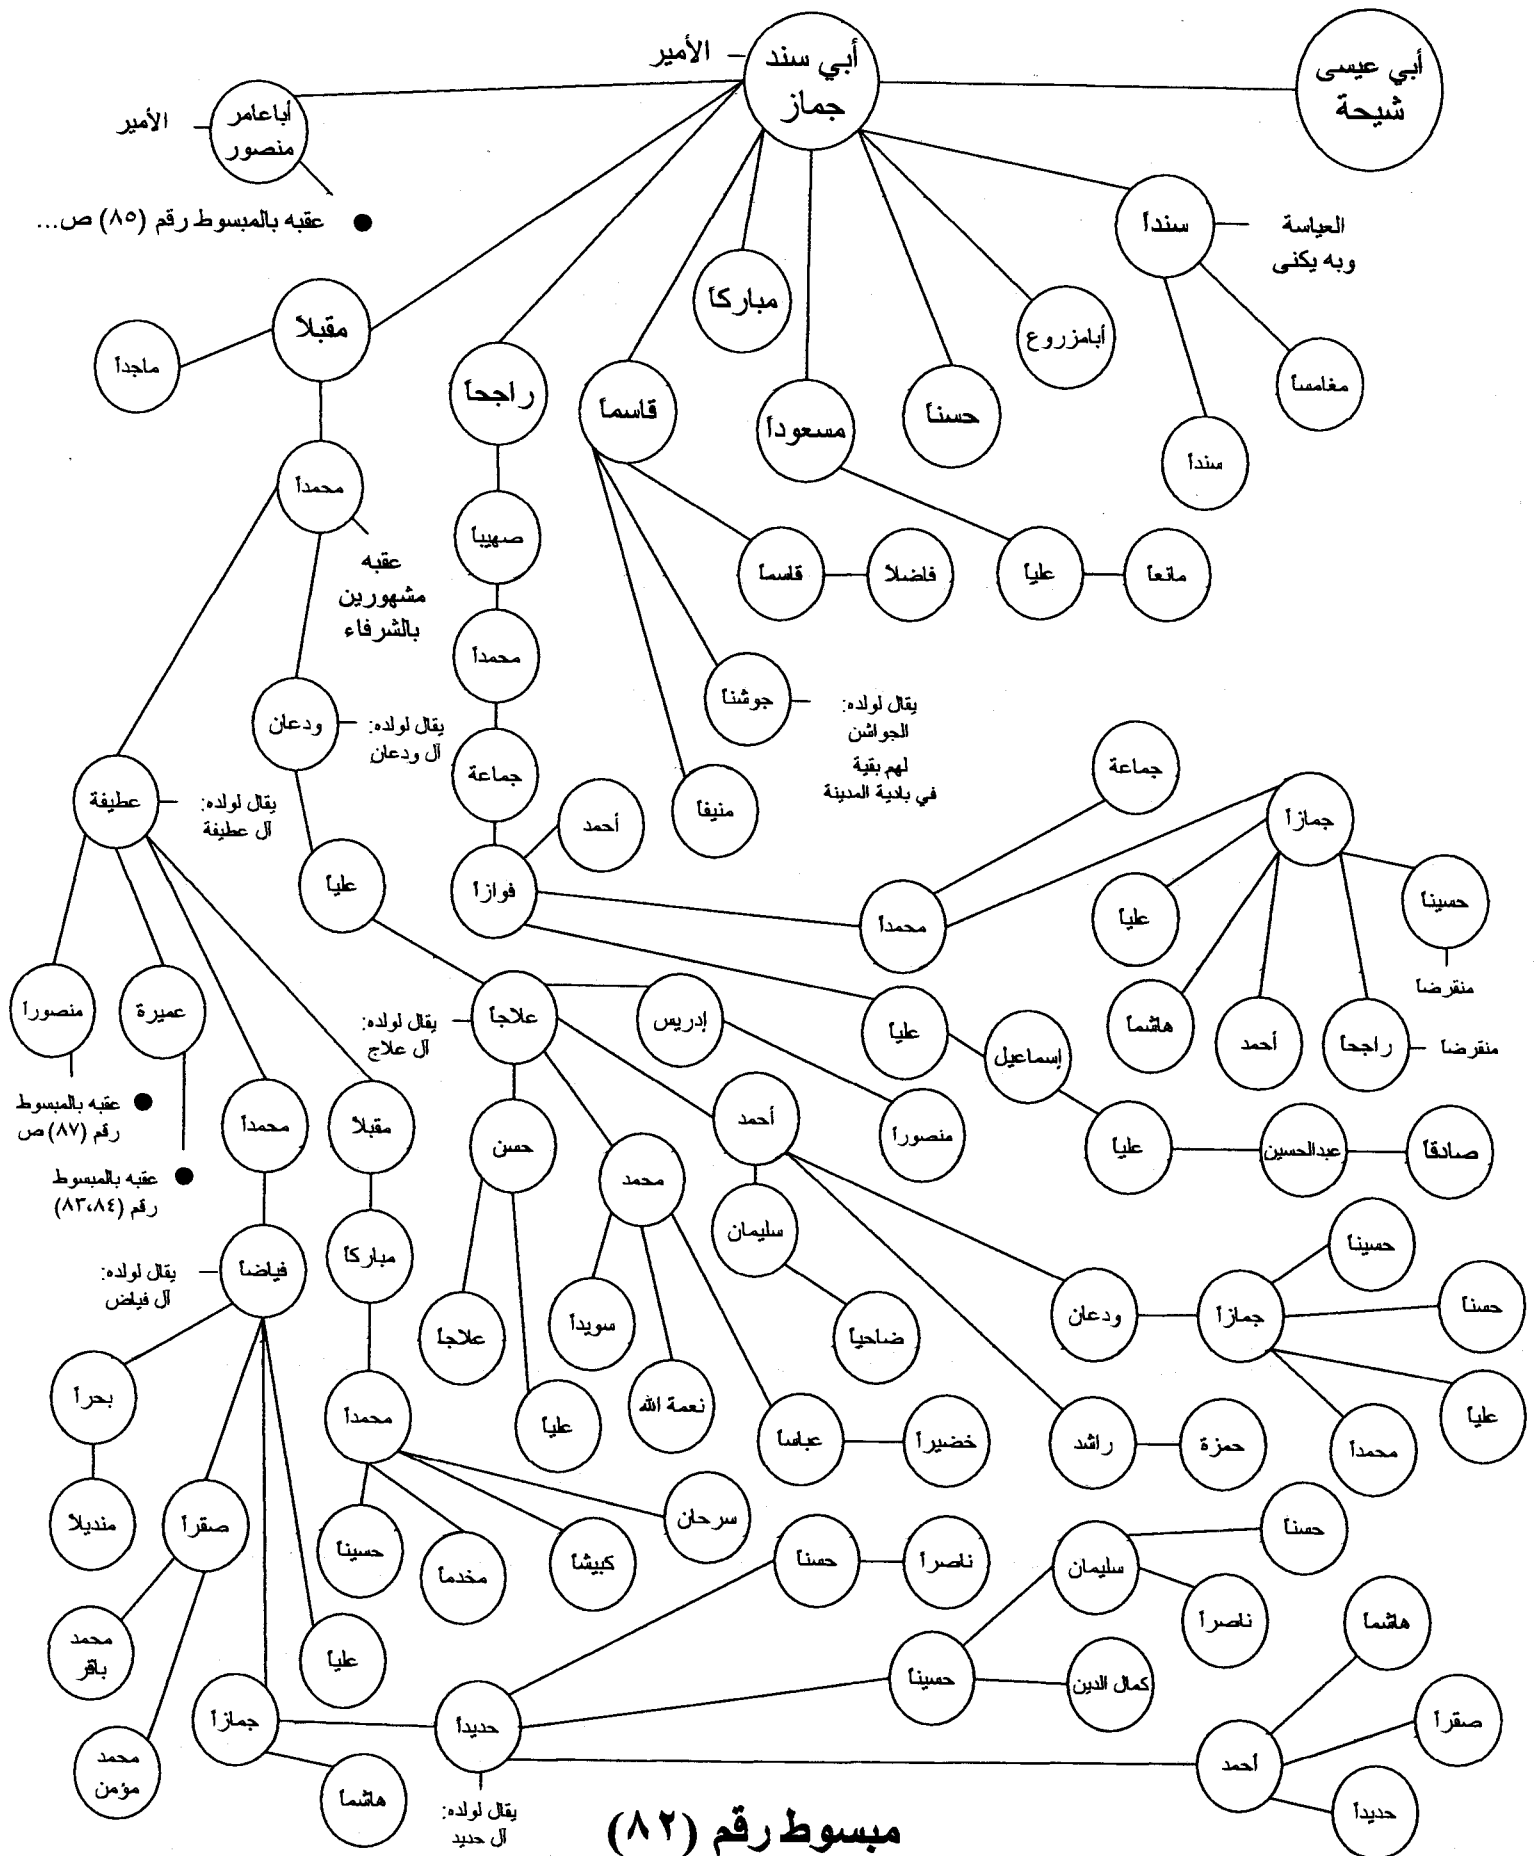 أبي عيسى
شيحة
أبي سند
جماز
الأمير
أباعامر
منصور
الأمير
عقبه بالمبسوط رقم (٨٥) ص...
سنداً
العياسة
وبه يكنى
مغامساً
سنداً
أبامزروع
حسناً
مسعوداً
علياً
مانعاً
مباركاً
قاسماً
قاسماً
فاضلاً
جوشناً
يقال لولده:
الجواشن
لهم بقية
في بادية المدينة
منيفاً
راجحاً
صهيبا
محمداً
جماعة
فوازاً
أحمد
محمداً
جماعة
جمازاً
حسيناً
منقرضا
راجحاً
منقرضا
أحمد
هاشماً
علياً
علياً
إسماعيل
علياً
عبدالحسين
صادقاً
مقبلاً
ماجداً
محمداً
عقبه
مشهورين
بالشرفاء
ودعان
يقال لولده:
آل ودعان
علياً
علاجاً
يقال لولده:
آل علاج
إدريس
منصوراً
أحمد
سليمان
ضاحياً
ودعان
جمازاً
حسيناً
حسناً
علياً
محمداً
راشد
حمزة
محمد
سويداً
نعمة الله
عباساً
خضيراً
حسن
علاجاً
علياً
عطيفة
يقال لولده:
آل عطيفة
منصوراً
عقبه بالمبسوط
رقم (٨٧) ص
عميرة
عقبه بالمبسوط
رقم (٨٣،٨٤)
محمداً
مقبلاً
مباركاً
محمداً
حسيناً
مخدماً
كبيشاً
سرحان
فياضاً
يقال لولده:
آل فياض
بحراً
منديلاً
صقراً
محمد
باقر
محمد
مؤمن
علياً
جمازاً
هاشماً
حديداً
يقال لولده:
آل حديد
حسناً
ناصراً
حسيناً
سليمان
حسناً
ناصراً
كمال الدين
أحمد
هاشماً
صقراً
حديداً
مبسوط رقم (٨٢)